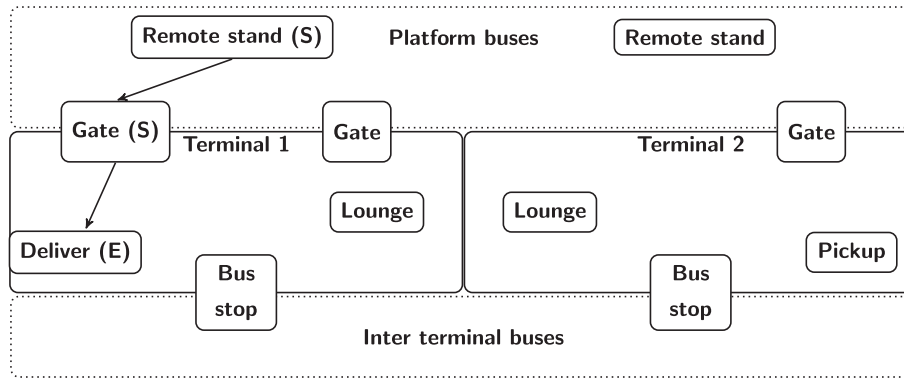 Remote stand (S)
Platform buses
Remote stand
Gate (S)
Terminal 1
Gate
Terminal 2
Gate
Lounge
Lounge
Deliver (E)
Bus
stop
Bus
stop
Pickup
Inter terminal buses